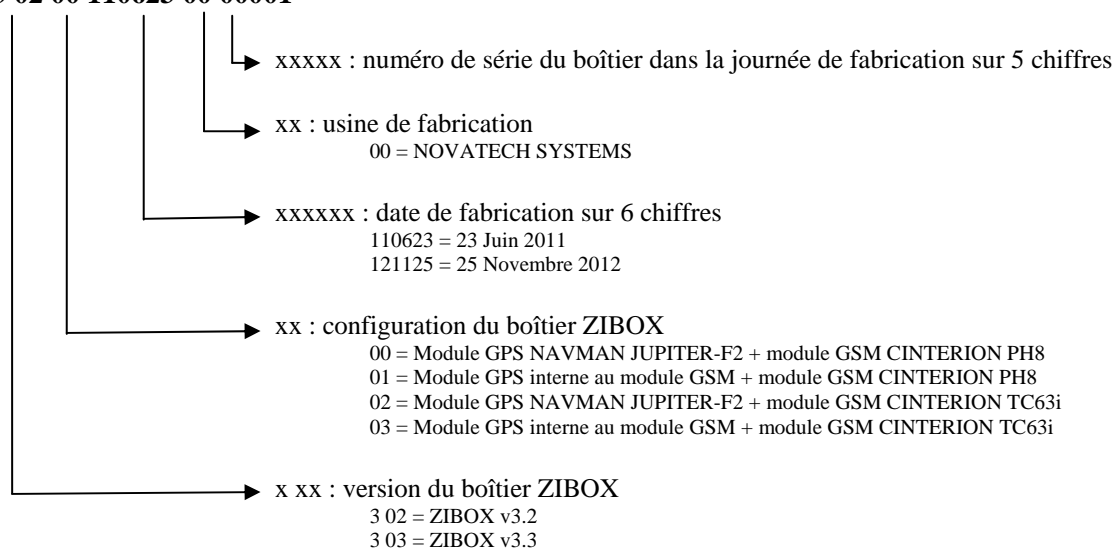 02 00 110623 00 00001
xxxxx : numéro de série du boîtier dans la journée de fabrication sur 5 chiffres
xx : usine de fabrication
00 = NOVATECH SYSTEMS
xxxxxx : date de fabrication sur 6 chiffres
110623 = 23 Juin 2011
121125 = 25 Novembre 2012
xx : configuration du boîtier ZIBOX
00 = Module GPS NAVMAN JUPITER-F2 + module GSM CINTERION PH8
01 = Module GPS interne au module GSM + module GSM CINTERION PH8
02 = Module GPS NAVMAN JUPITER-F2 + module GSM CINTERION TC63i
03 = Module GPS interne au module GSM + module GSM CINTERION TC63i
x xx : version du boîtier ZIBOX
3 02 = ZIBOX v3.2
3 03 = ZIBOX v3.3